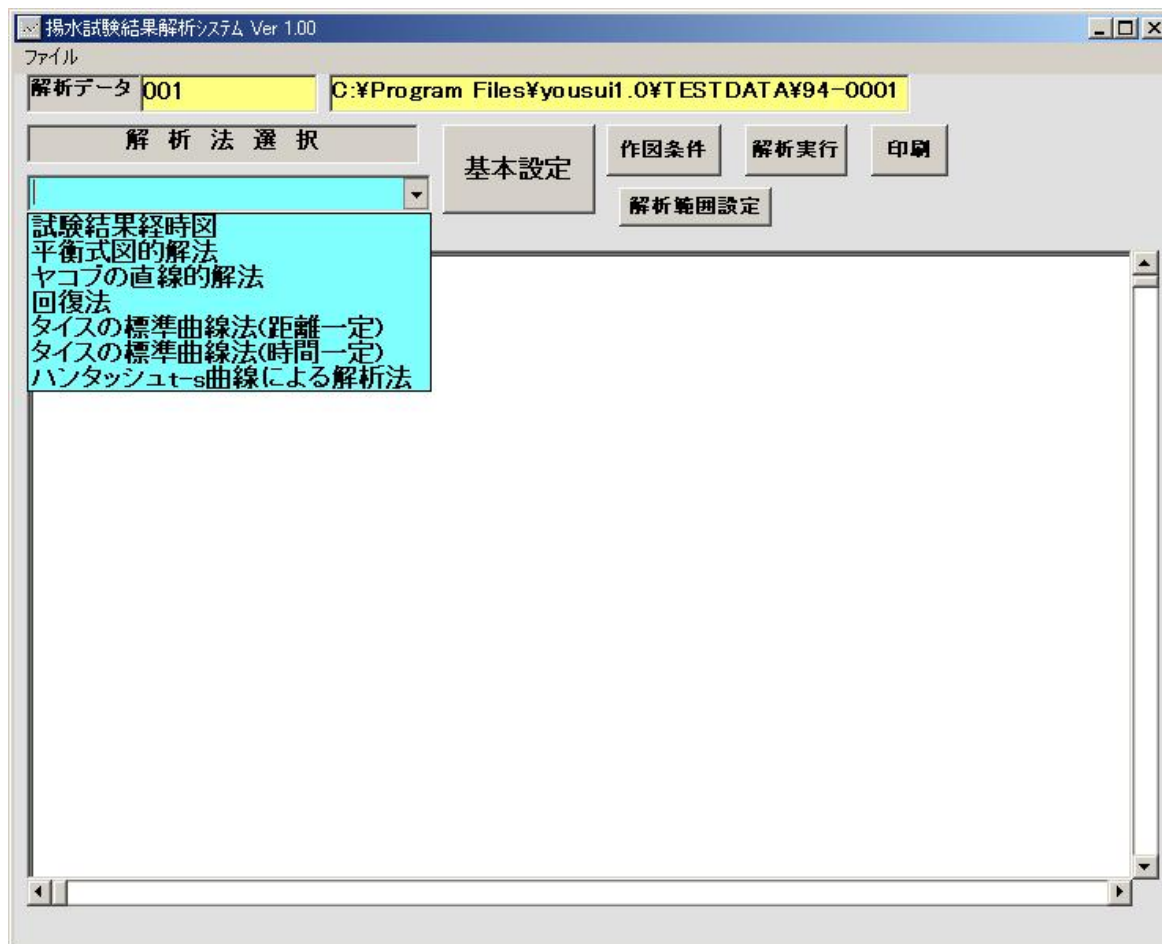 揚水試験結果解析システム Ver 1.00
ファイル
解析データ 001 C:¥Program Files¥yousui1.0¥TESTDATA¥94-0001
解析法選択
基本設定
作図条件
解析実行
印刷
解析範囲設定
試験結果経時図
平衡式図的解法
ヤコブの直線的解法
回復法
タイスの標準曲線法(距離一定)
タイスの標準曲線法(時間一定)
ハンタッシュt-s曲線による解析法